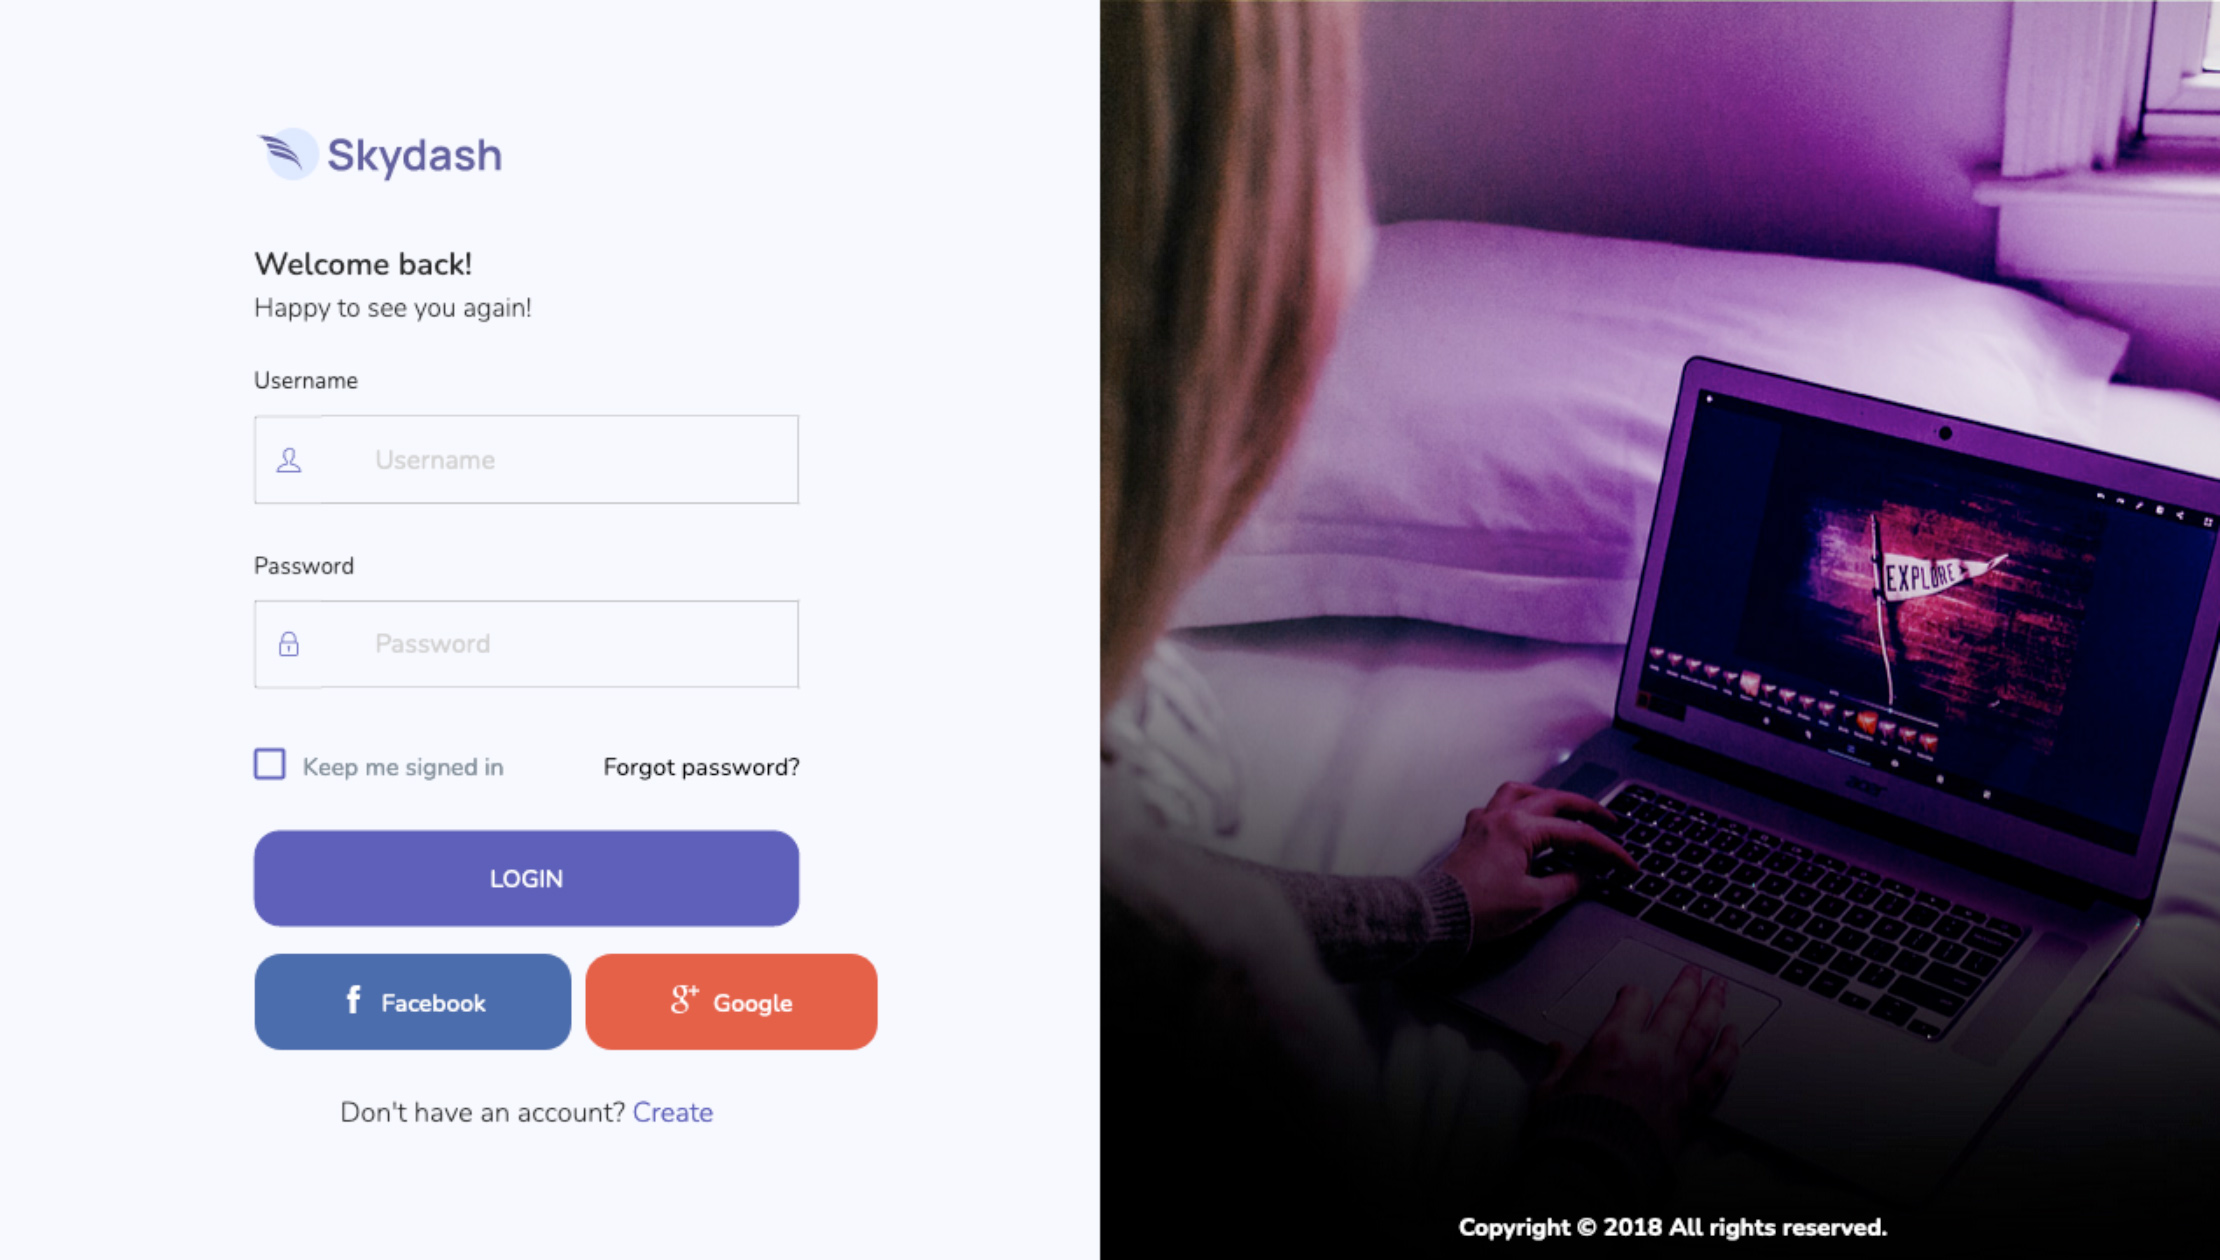 Skydash
Welcome back!
Happy to see you again!
Username
Username
Password
Password
Keep me signed in
Forgot password?
LOGIN
f Facebook
g+ Google
Don't have an account? Create
EXPLORE
acer
Copyright © 2018 All rights reserved.